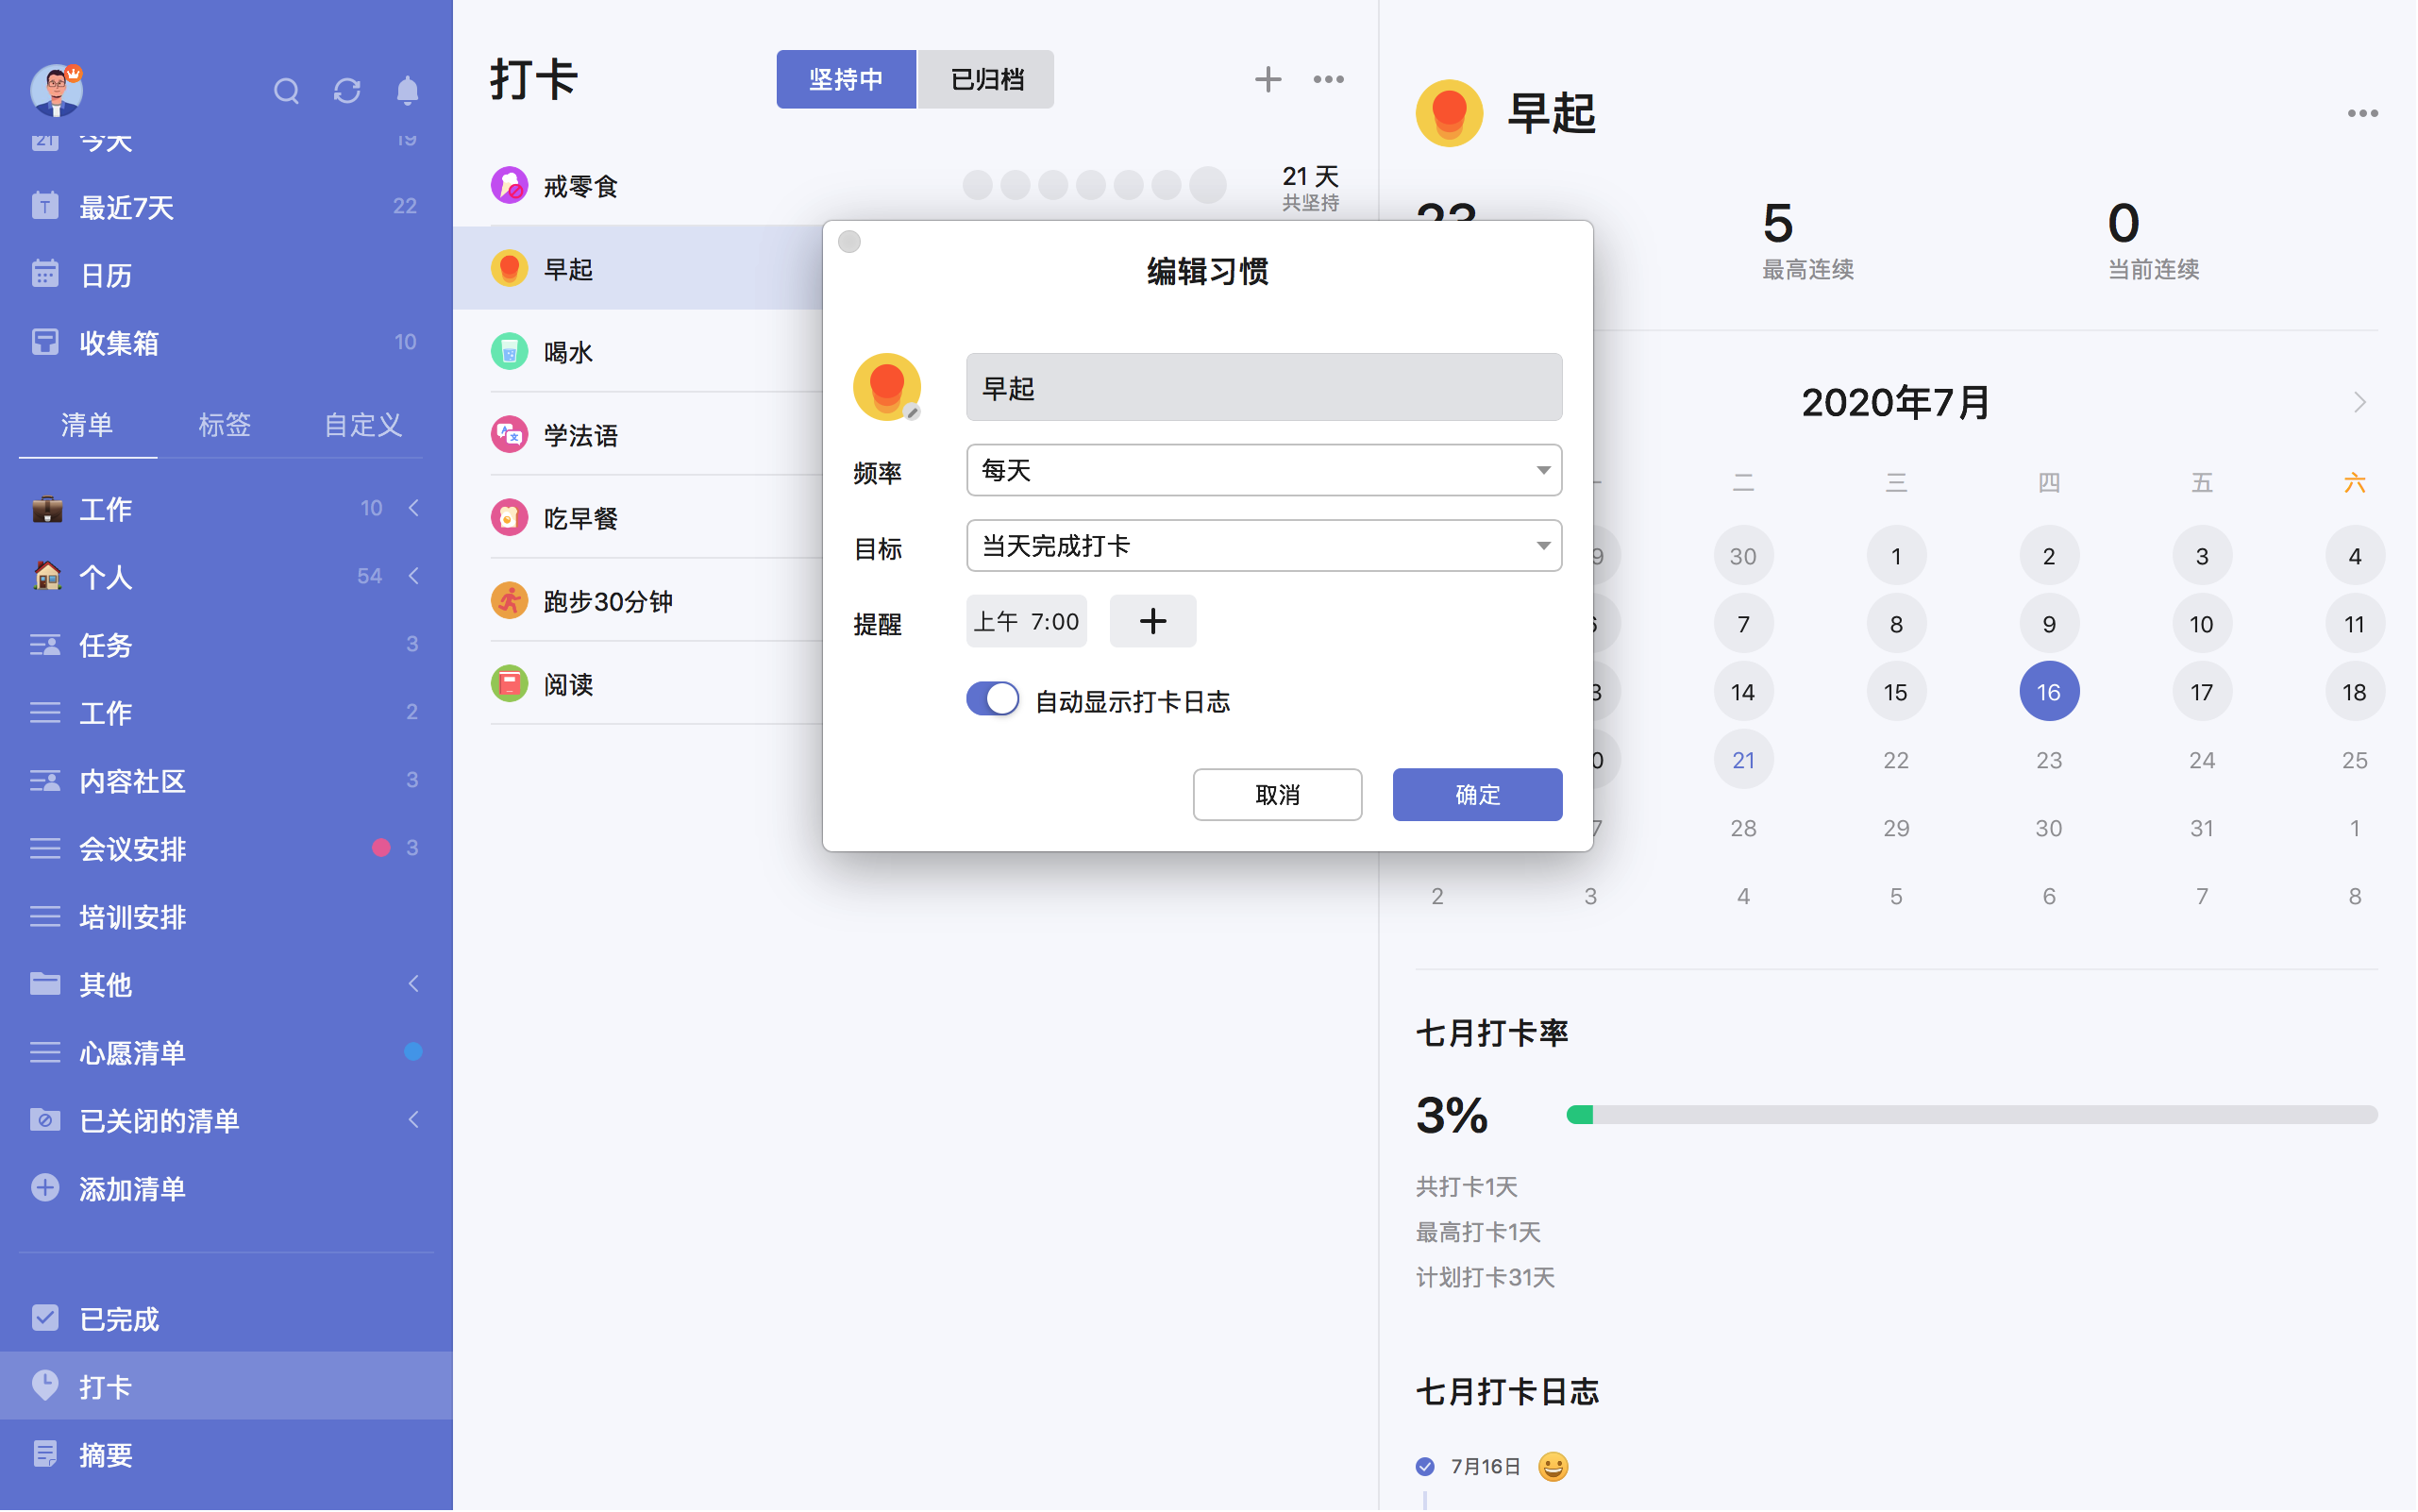 今天 19
最近7天 22
日历
收集箱 10
清单 标签 自定义
工作 10
个人 54
任务 3
工作 2
内容社区 3
会议安排 3
培训安排
其他
心愿清单
已关闭的清单
添加清单
已完成
打卡
摘要
打卡
坚持中 已归档
戒零食
21 天
共坚持
早起
喝水
学法语
吃早餐
跑步30分钟
阅读
编辑习惯
早起
频率 每天
目标 当天完成打卡
提醒 上午 7:00
自动显示打卡日志
取消 确定
早起
23 5 0
最高连续 当前连续
2020年7月
二 三 四 五 六
30 1 2 3 4
7 8 9 10 11
14 15 16 17 18
21 22 23 24 25
28 29 30 31 1
2 3 4 5 6 7 8
七月打卡率
3%
共打卡1天
最高打卡1天
计划打卡31天
七月打卡日志
7月16日